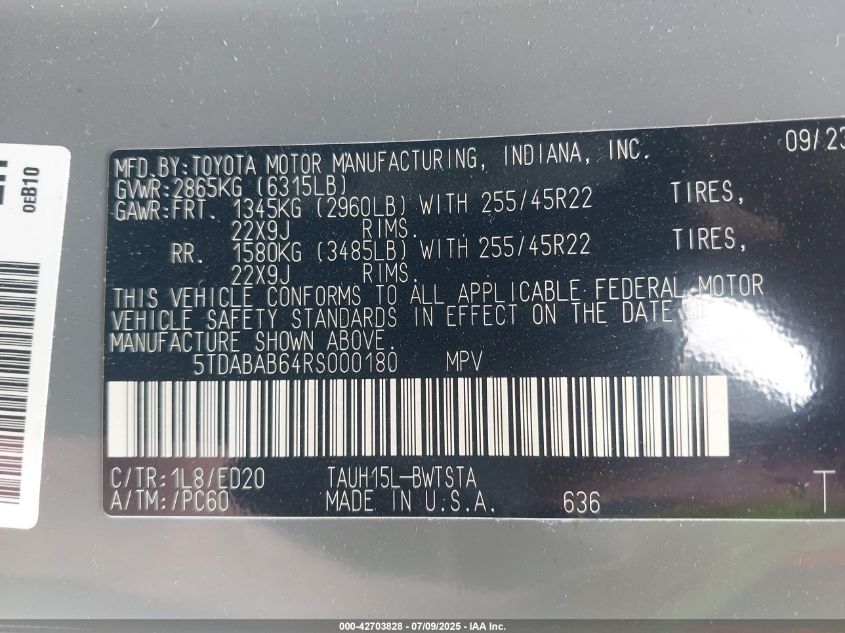 MFD.BY:TOYOTA MOTOR MANUFACTURING, INDIANA, INC. 09/23
GVWR:2865KG (6315LB)
GAWR:FRT. 1345KG (2960LB) WITH 255/45R22 TIRES,
22X9J RIMS.
RR. 1580KG (3485LB) WITH 255/45R22 TIRES,
22X9J RIMS.
THIS VEHICLE CONFORMS TO ALL APPLICABLE FEDERAL MOTOR
VEHICLE SAFETY STANDARDS IN EFFECT ON THE DATE OF
MANUFACTURE SHOWN ABOVE.
5TDABAB64RS000180 MPV
C/TR:1L8/ED20 TAUH15L-BWTSTA
A/TM:/PC60 MADE IN U.S.A. 636 T
0EB10
000-42703828 - 07/09/2025 - IAA Inc.